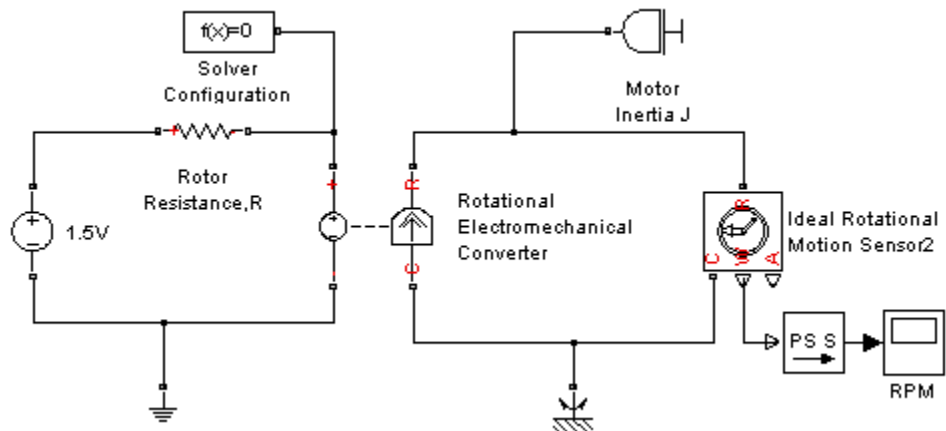 f(x)=0
Solver
Configuration
+
-
Rotor
Resistance,R
+
-
1.5V
+
-
+
-
R
C
Rotational
Electromechanical
Converter
Motor
Inertia J
R
C
W
A
Ideal Rotational
Motion Sensor2
PS S
RPM